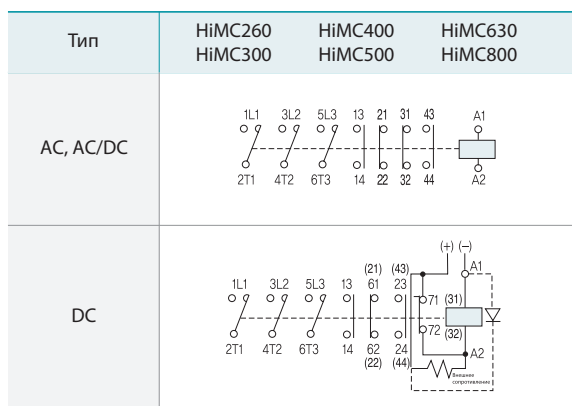 Тип
HiMC260 HiMC400 HiMC630
HiMC300 HiMC500 HiMC800
AC, AC/DC
1L1 3L2 5L3 13 21 31 43 A1
2T1 4T2 6T3 14 22 32 44 A2
DC
(+) (−)
(21) (43) A1
1L1 3L2 5L3 13 61 23
71 (31)
72 (32)
2T1 4T2 6T3 14 62 24 A2
(22) (44)
Внешнее
сопротивление